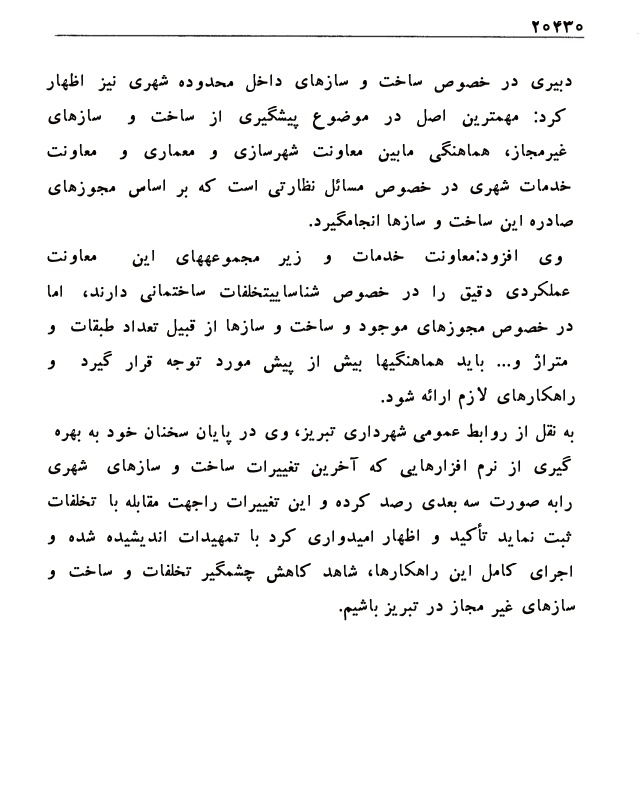 ۲۰۴۳۰
دبیری در خصوص ساخت و سازهای داخل محدوده شهری نیز اظهار
کرد: مهمترین اصل در موضوع پیشگیری از ساخت و سازهای
غیرمجاز، هماهنگی مابین معاونت شهرسازی و معماری و معاونت
خدمات شهری در خصوص مسائل نظارتی است که بر اساس مجوزهای
صادره این ساخت و سازها انجامگیرد.
وی افزود:معاونت خدمات و زیر مجموعههای این معاونت
عملکردی دقیق را در خصوص شناساییتخلفات ساختمانی دارند، اما
در خصوص مجوزهای موجود و ساخت و سازها از قبیل تعداد طبقات و
متراژ و... باید هماهنگیها بیش از پیش مورد توجه قرار گیرد و
راهکارهای لازم ارائه شود.
به نقل از روابط عمومی شهرداری تبریز، وی در پایان سخنان خود به بهره
گیری از نرم افزارهایی که آخرین تغییرات ساخت و سازهای شهری
رابه صورت سه بعدی رصد کرده و این تغییرات راجهت مقابله با تخلفات
ثبت نماید تأکید و اظهار امیدواری کرد با تمهیدات اندیشیده شده و
اجرای کامل این راهکارها، شاهد کاهش چشمگیر تخلفات و ساخت و
سازهای غیر مجاز در تبریز باشیم.